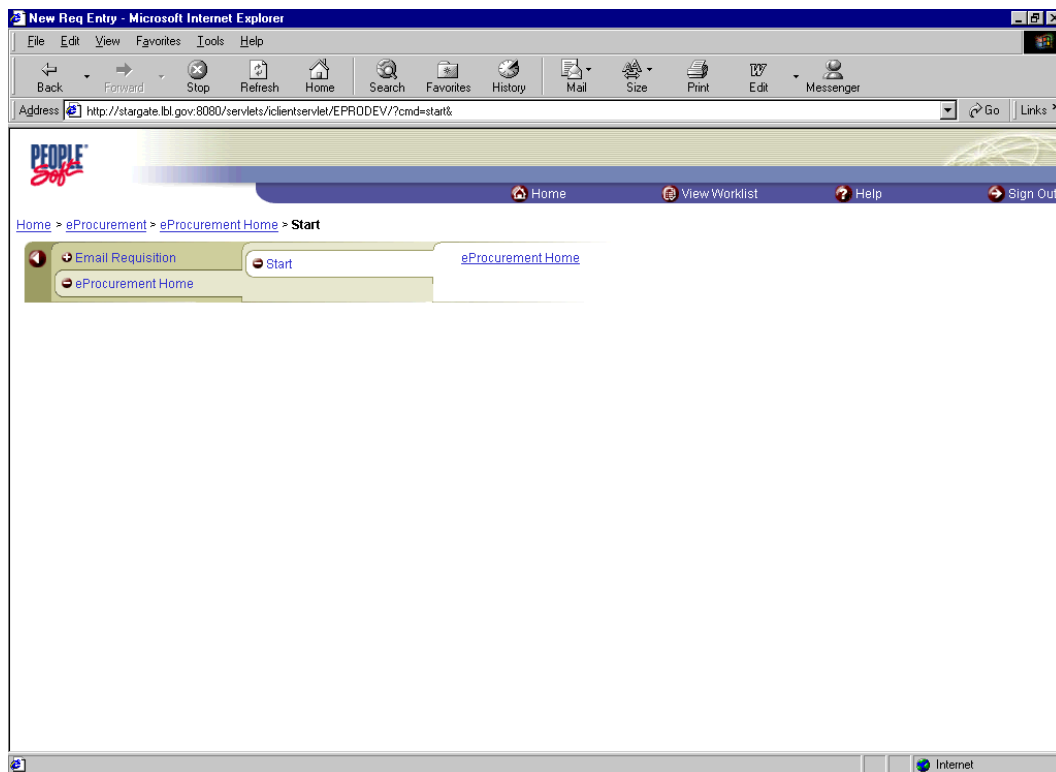 New Req Entry - Microsoft Internet Explorer
File Edit View Favorites Tools Help
Back Forward Stop Refresh Home Search Favorites History Mail Size Print Edit Messenger
Address http://stargate.lbl.gov:8080/servlets/iclientservlet/EPRODEV/?cmd=start& Go Links »
PEOPLE Soft
Home View Worklist Help Sign Out
Home > eProcurement > eProcurement Home > Start
Email Requisition
Start
eProcurement Home
eProcurement Home
Internet